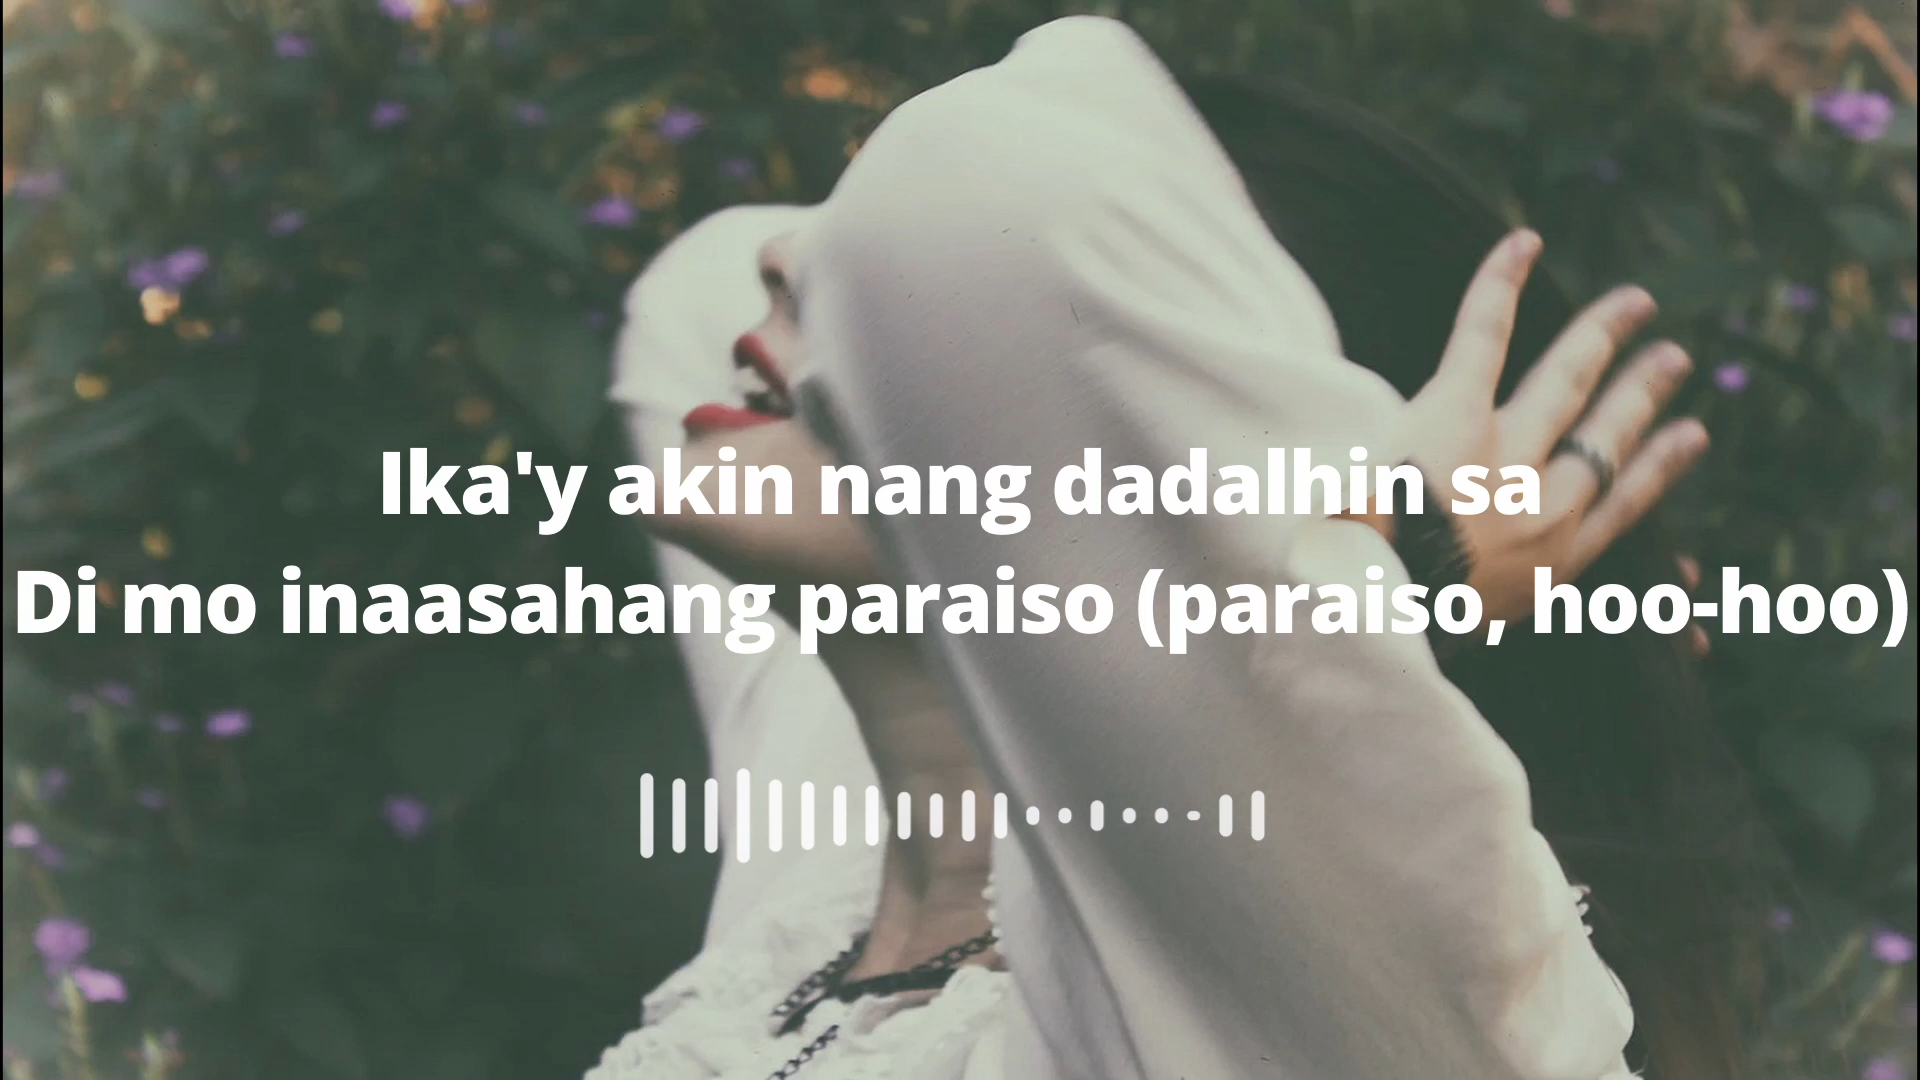 Ika'y akin nang dadalhin sa
Di mo inaasahang paraiso (paraiso, hoo-hoo)